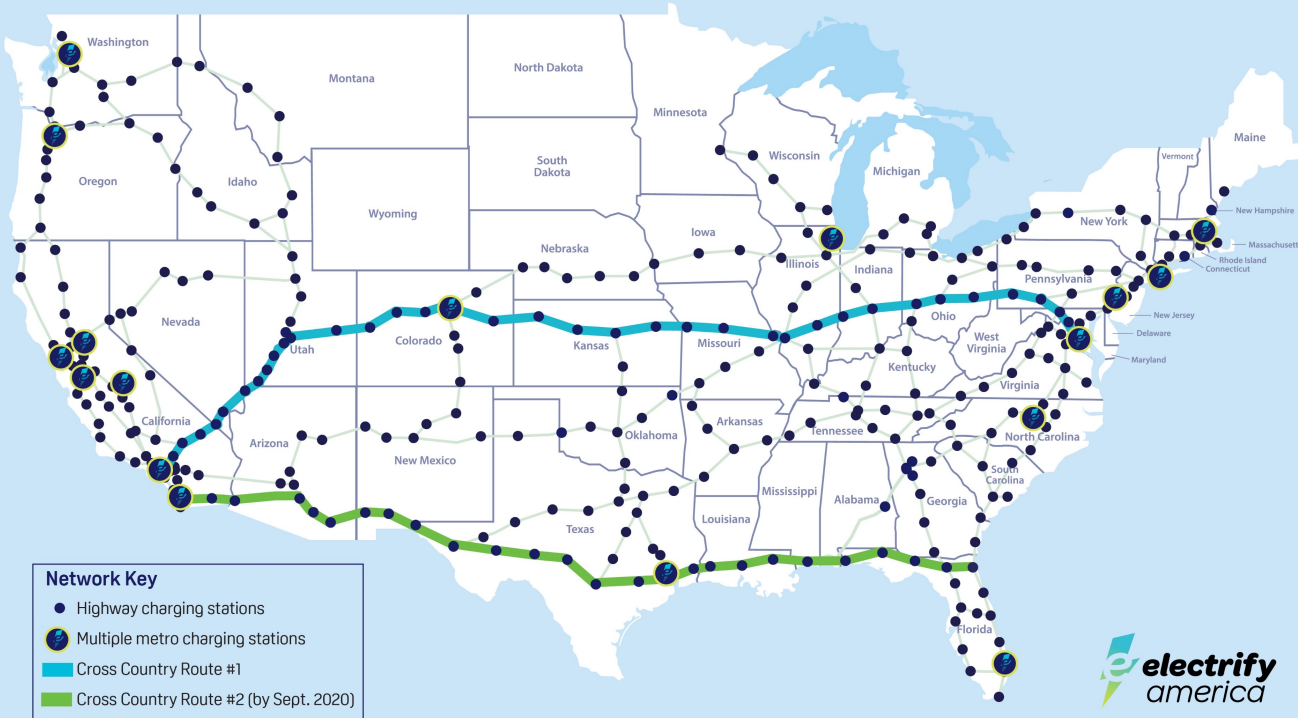 Washington
Montana
North Dakota
Minnesota
Maine
Vermont
Wisconsin
South
Dakota
Michigan
Oregon
Idaho
Wyoming
New Hampshire
New York
Iowa
Massachusett
Nebraska
Rhode Island
Illinois
Indiana
Connecticut
Pennsylvania
Nevada
Ohio
New Jersey
Utah
Colorado
Kansas
Missouri
West
Virginia
Delaware
Maryland
Kentucky
Virginia
California
Arkansas
Tennessee
Oklahoma
North Carolina
Arizona
New Mexico
South
Carolina
Mississippi
Alabama
Georgia
Louisiana
Texas
Florida
Network Key
Highway charging stations
Multiple metro charging stations
Cross Country Route #1
Cross Country Route #2 (by Sept. 2020)
electrify
america